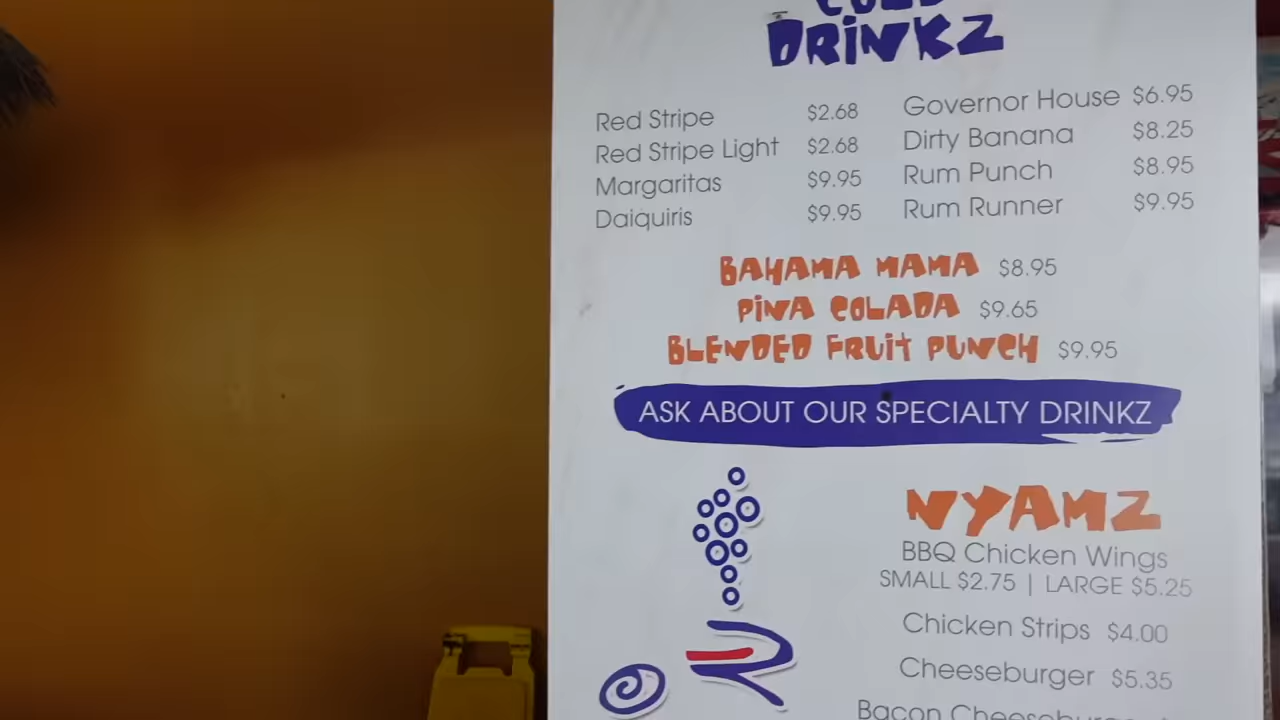 COLD
DRINKZ
Red Stripe $2.68
Red Stripe Light $2.68
Margaritas $9.95
Daiquiris $9.95
Governor House $6.95
Dirty Banana $8.25
Rum Punch $8.95
Rum Runner $9.95
BAHAMA MAMA $8.95
PINA COLADA $9.65
BLENDED FRUIT PUNCH $9.95
ASK ABOUT OUR SPECIALTY DRINKZ
NYAMZ
BBQ Chicken Wings
SMALL $2.75 | LARGE $5.25
Chicken Strips $4.00
Cheeseburger $5.35
Bacon Cheeseburger